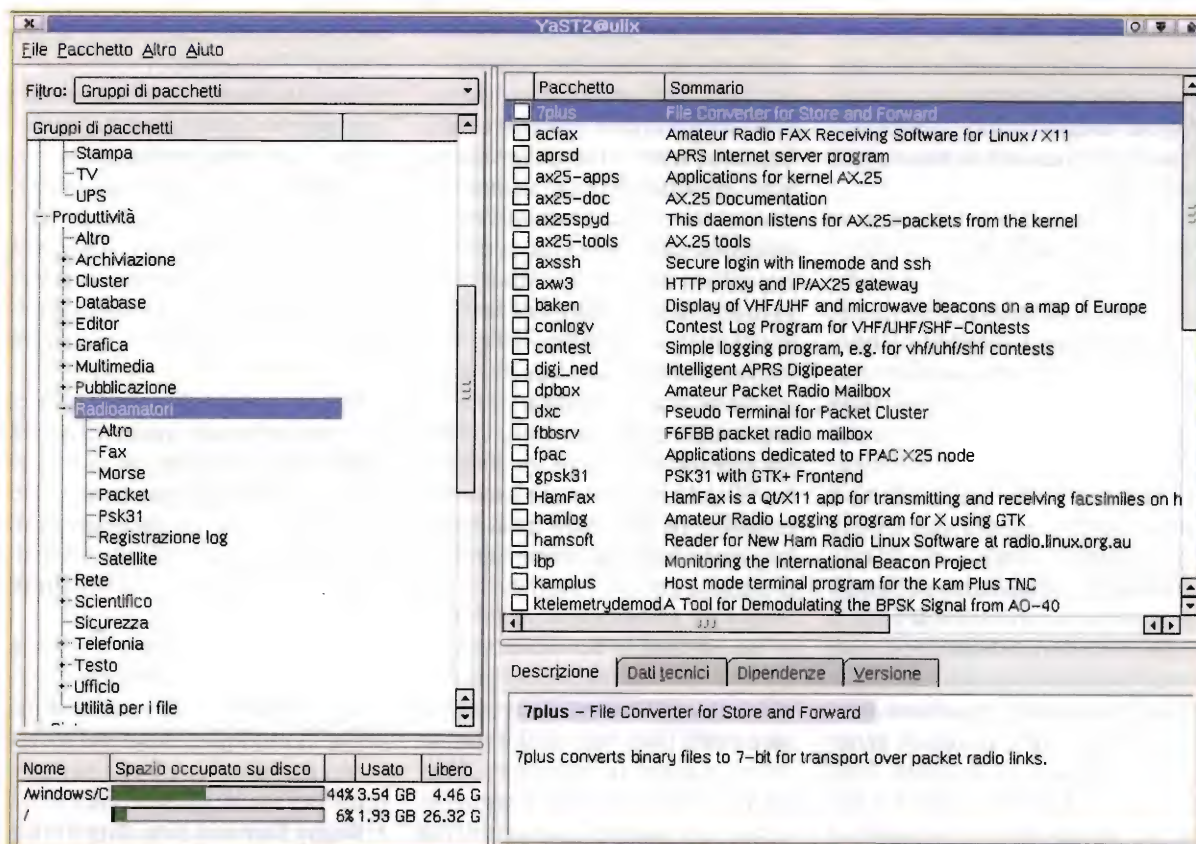 YaST2@ulix
File Pacchetto Altro Aiuto
Filtro: Gruppi di pacchetti
Gruppi di pacchetti
Stampa
TV
UPS
Produttività
Altro
Archiviazione
Cluster
Database
Editor
Grafica
Multimedia
Pubblicazione
Radioamatori
Altro
Fax
Morse
Packet
Psk31
Registrazione log
Satellite
Rete
Scientifico
Sicurezza
Telefonia
Testo
Ufficio
Utilità per i file
Nome Spazio occupato su disco Usato Libero
/windows/C 44% 3.54 GB 4.46 G
/ 6% 1.93 GB 26.32 G
Pacchetto Sommario
7plus File Converter for Store and Forward
acfax Amateur Radio FAX Receiving Software for Linux / X11
aprsd APRS Internet server program
ax25-apps Applications for kernel AX.25
ax25-doc AX.25 Documentation
ax25spyd This daemon listens for AX.25-packets from the kernel
ax25-tools AX.25 tools
axssh Secure login with linemode and ssh
axw3 HTTP proxy and IP/AX25 gateway
baken Display of VHF/UHF and microwave beacons on a map of Europe
conlogv Contest Log Program for VHF/UHF/SHF-Contests
contest Simple logging program, e.g. for vhf/uhf/shf contests
digi_ned Intelligent APRS Digipeater
dpbox Amateur Packet Radio Mailbox
dxc Pseudo Terminal for Packet Cluster
fbbsrv F6FBB packet radio mailbox
fpac Applications dedicated to FPAC X25 node
gpsk31 PSK31 with GTK+ Frontend
HamFax HamFax is a Qt/X11 app for transmitting and receiving facsimiles on h
hamlog Amateur Radio Logging program for X using GTK
hamsoft Reader for New Ham Radio Linux Software at radio.linux.org.au
ibp Monitoring the International Beacon Project
kamplus Host mode terminal program for the Kam Plus TNC
ktelemetrydemod A Tool for Demodulating the BPSK Signal from AO-40
Descrizione Dati tecnici Dipendenze Versione
7plus - File Converter for Store and Forward
7plus converts binary files to 7-bit for transport over packet radio links.